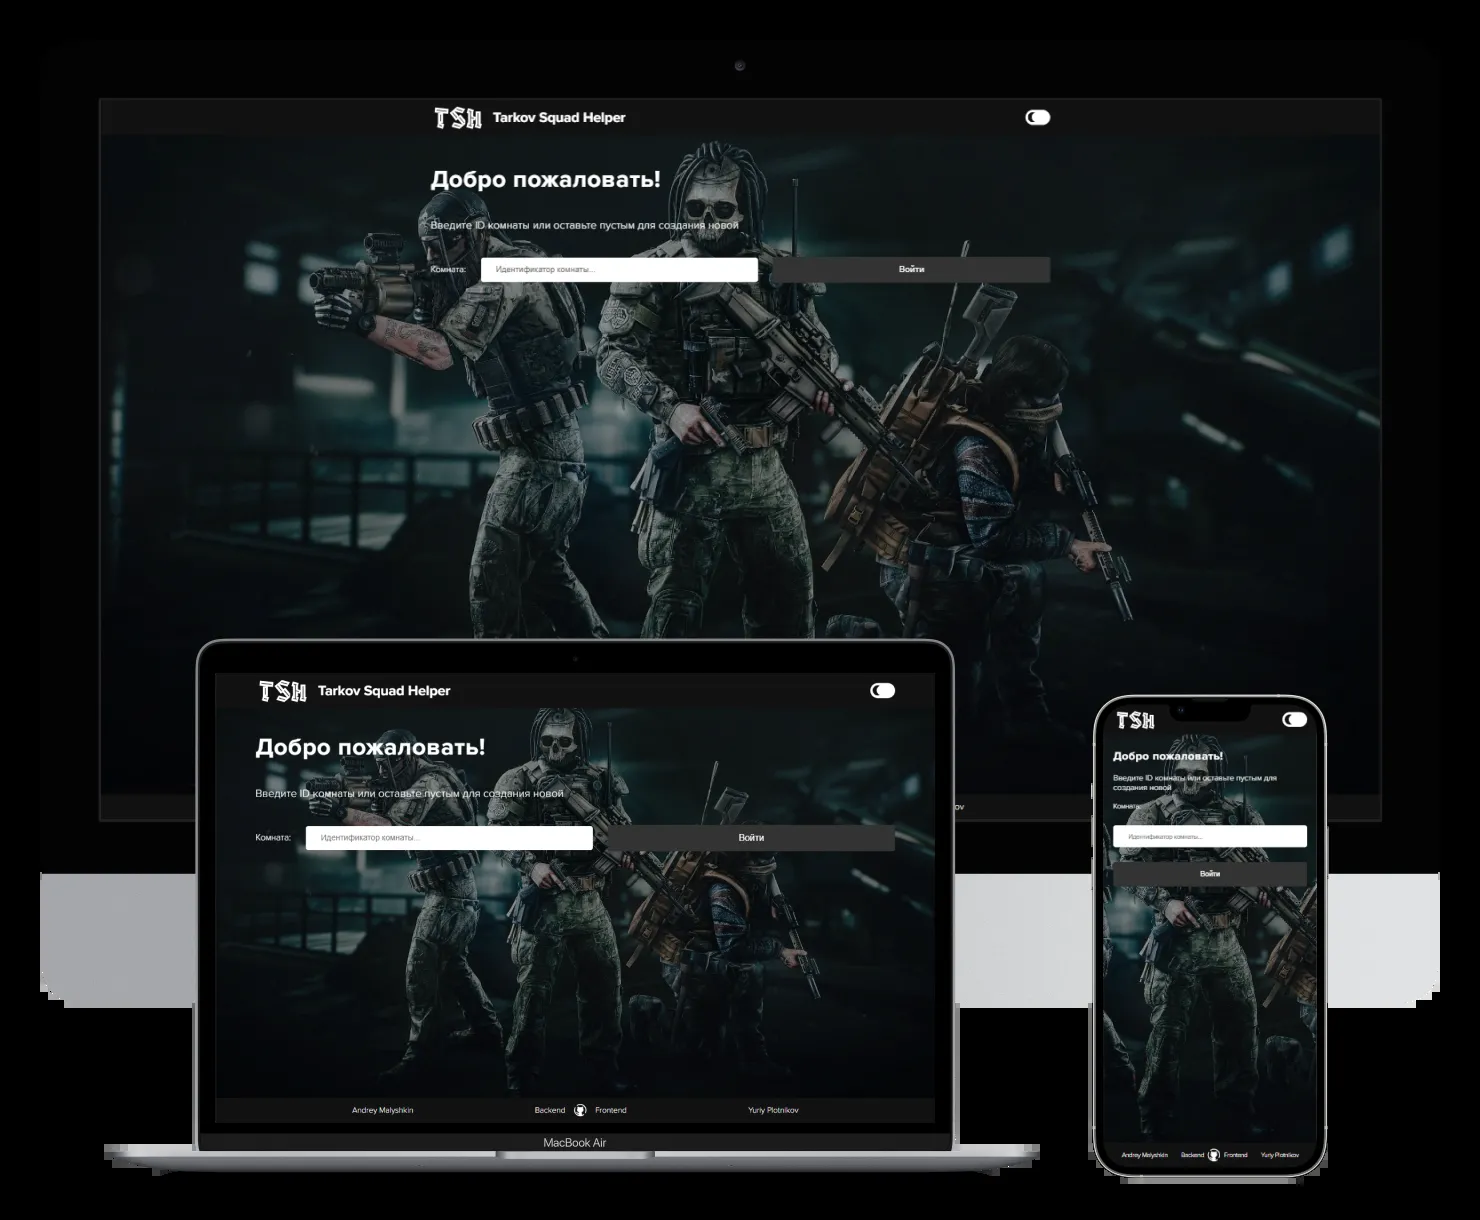 TSH Tarkov Squad Helper
Добро пожаловать!
Введите ID комнаты или оставьте пустым для создания новой
Комната: Идентификатор комнаты... Войти
ov
TSH Tarkov Squad Helper
Добро пожаловать!
Введите ID комнаты или оставьте пустым для создания новой
Комната: Идентификатор комнаты... Войти
Andrey Malyshkin Backend Frontend Yuriy Plotnikov
MacBook Air
TSH
Добро пожаловать!
Введите ID комнаты или оставьте пустым для
создания новой
Комната:
Идентификатор комнаты...
Войти
Andrey Malyshkin Backend Frontend Yuriy Plotnikov